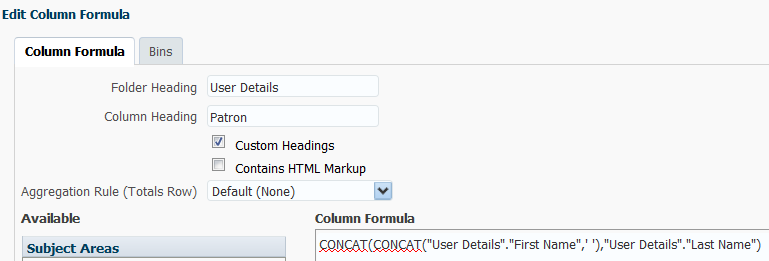 Edit Column Formula
Column Formula
Bins
Folder Heading User Details
Column Heading Patron
Custom Headings
Contains HTML Markup
Aggregation Rule (Totals Row) Default (None)
Available
Column Formula
Subject Areas
CONCAT(CONCAT("User Details"."First Name",' '),"User Details"."Last Name")